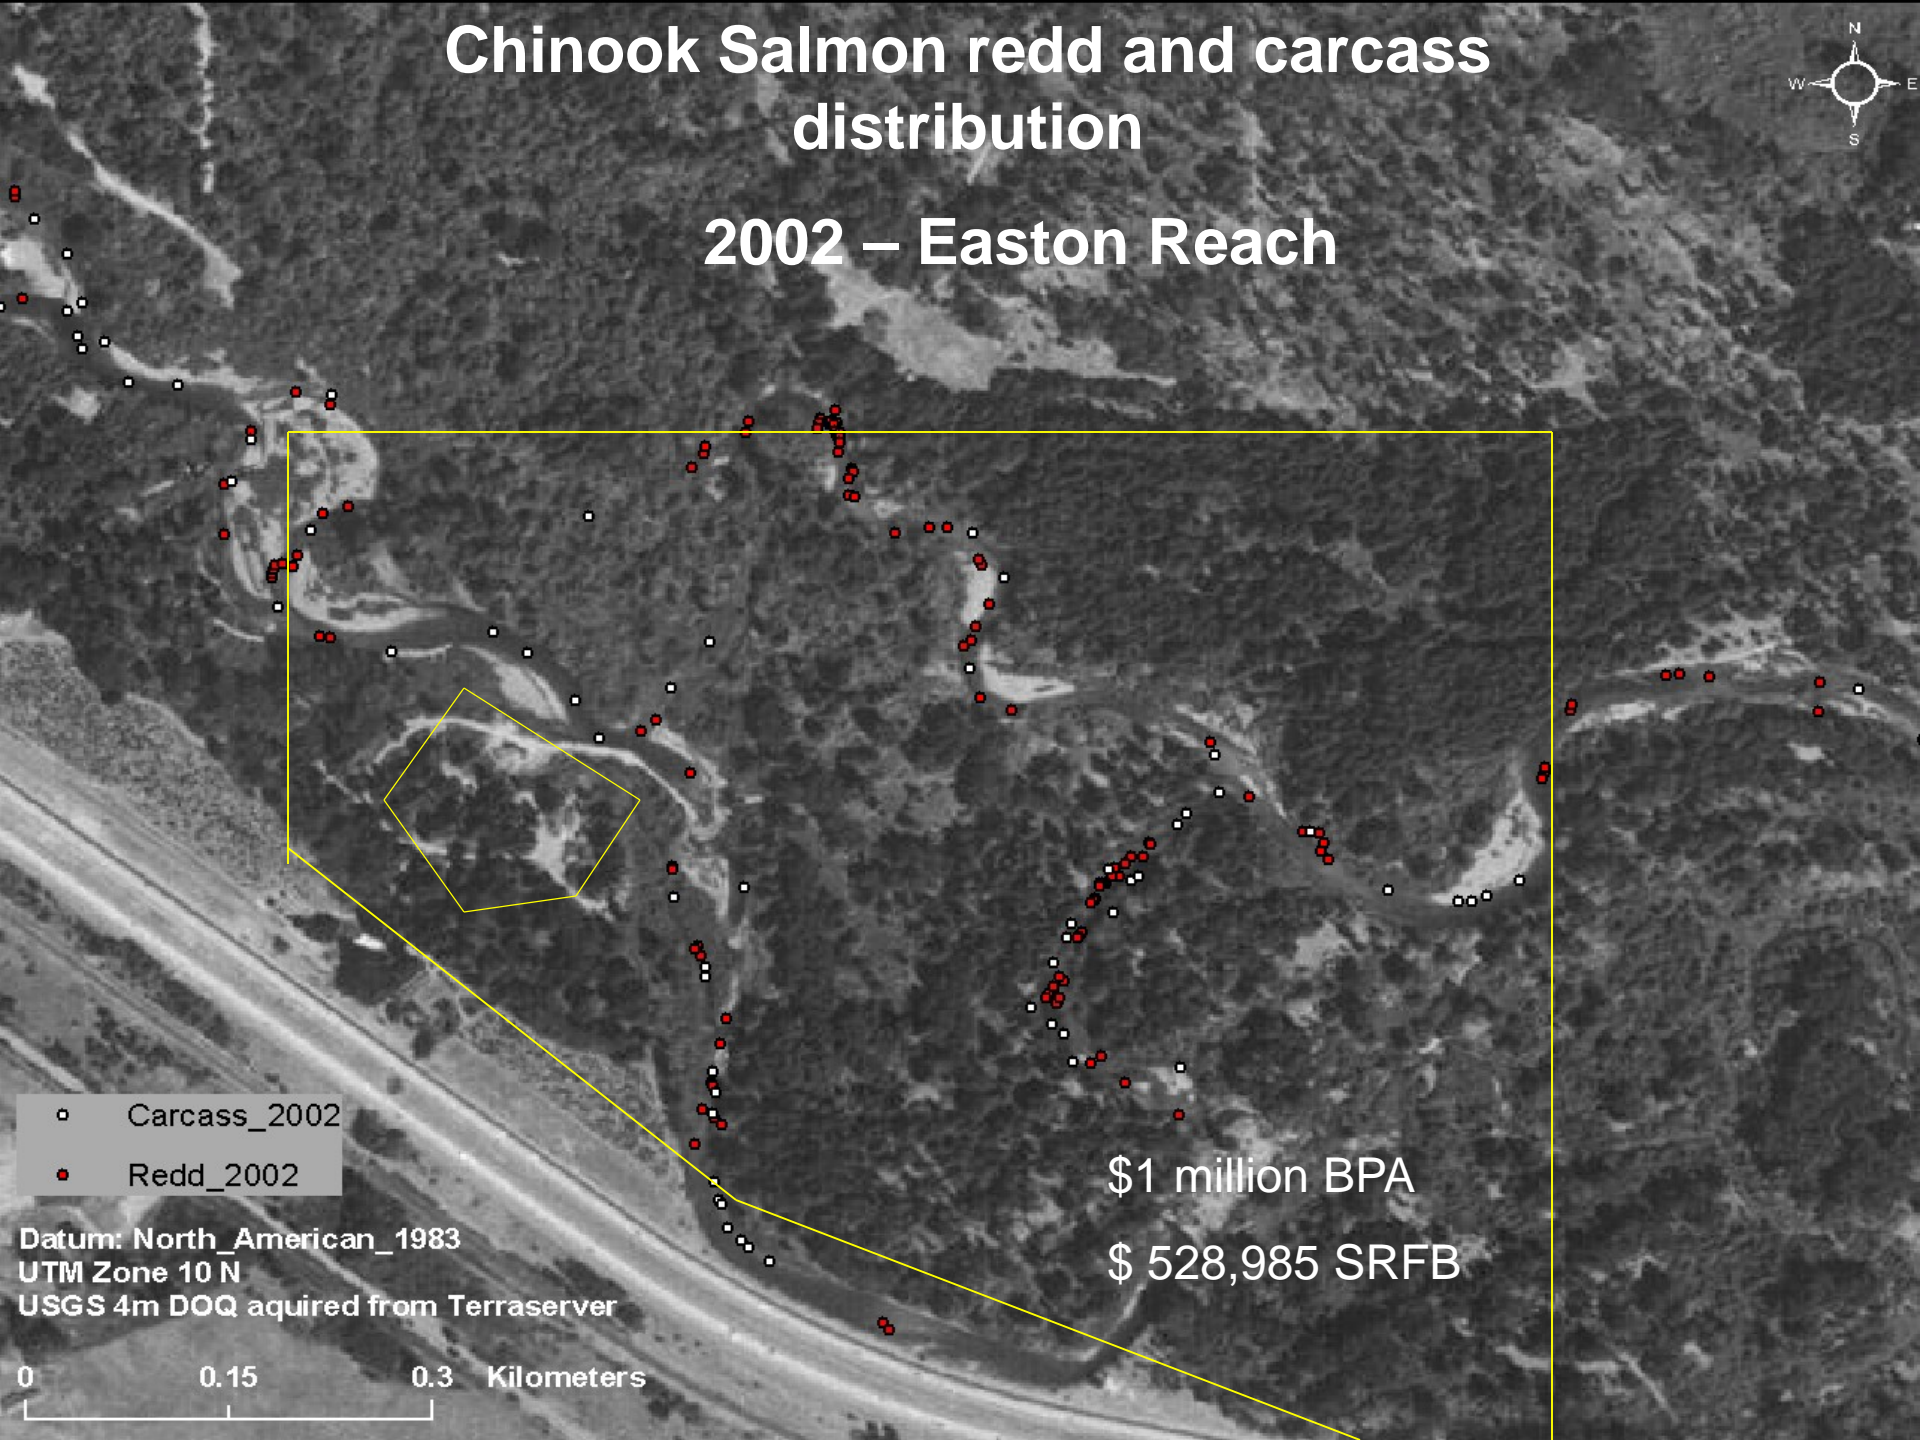 Chinook Salmon redd and carcass
distribution
2002 – Easton Reach
N
W
E
S
Carcass_2002
Redd_2002
$1 million BPA
$ 528,985 SRFB
Datum: North_American_1983
UTM Zone 10 N
USGS 4m DOQ aquired from Terraserver
0 0.15 0.3 Kilometers